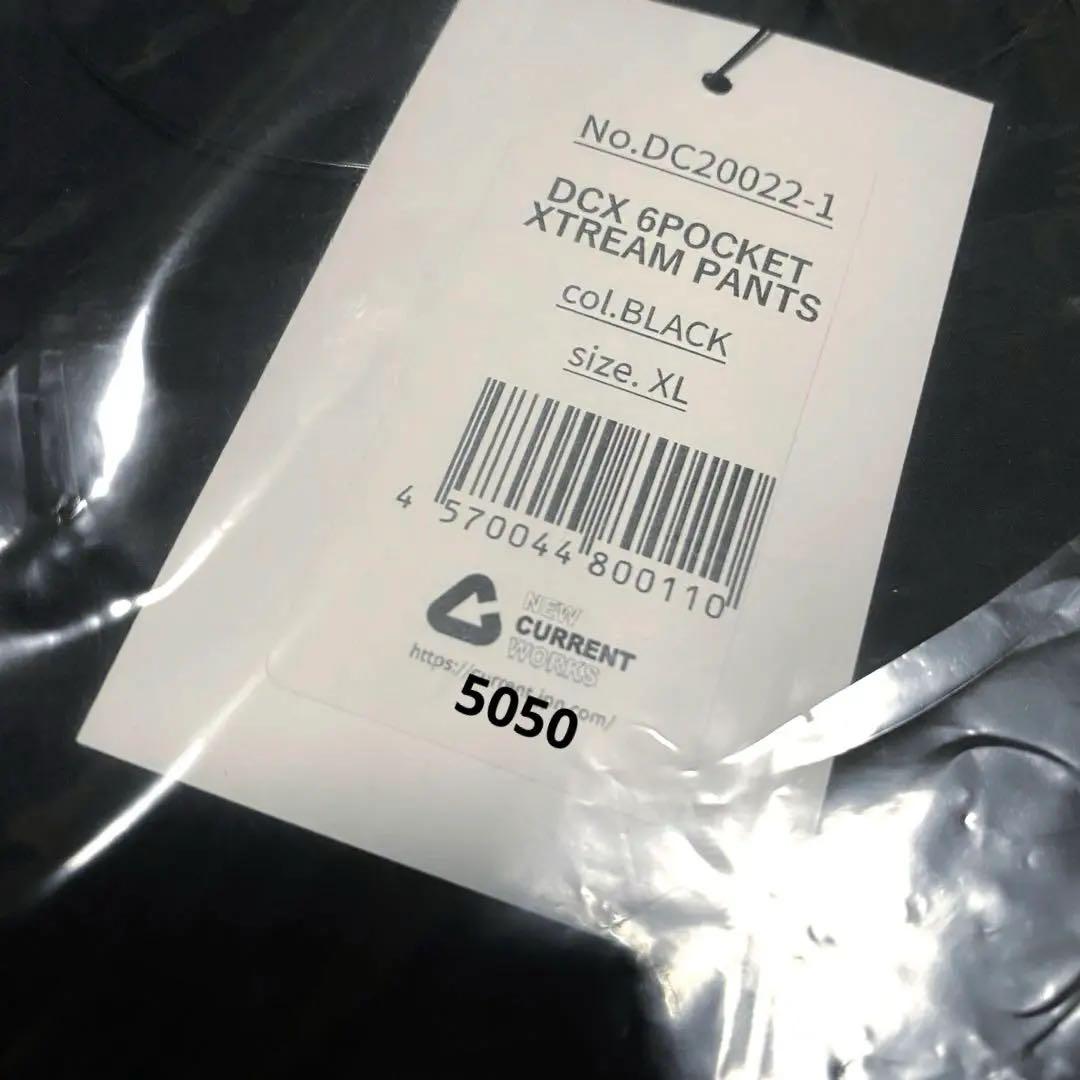 No.DC20022-1
DCX 6POCKET
XTREAM PANTS
col.BLACK
size. XL
4 570044 800110
NEW
CURRENT
WORKS
5050